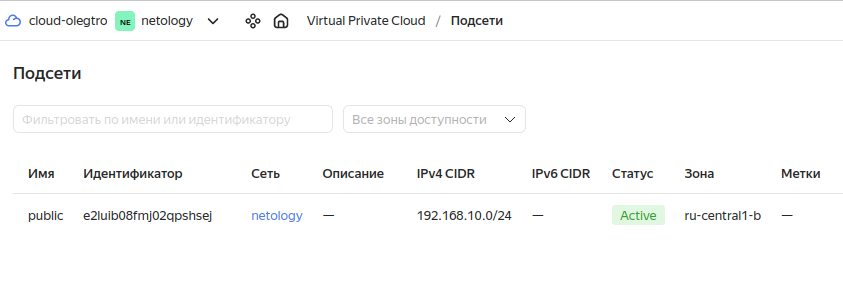 cloud-olegtro NE netology Virtual Private Cloud / Подсети
Подсети
Фильтровать по имени или идентификатору Все зоны доступности
Имя Идентификатор Сеть Описание IPv4 CIDR IPv6 CIDR Статус Зона Метки
public e2luib08fmj02qpshsej netology — 192.168.10.0/24 — Active ru-central1-b —